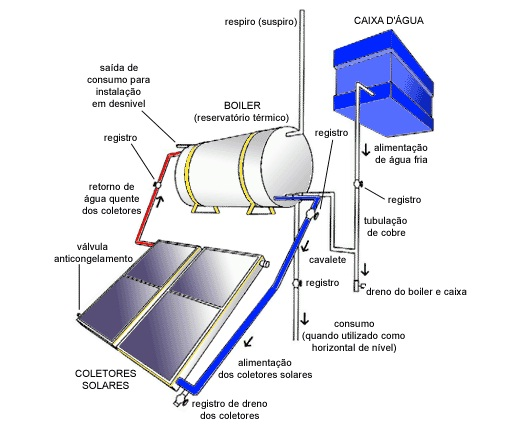 respiro (suspiro)
CAIXA D'ÁGUA
saída de
consumo para
instalação
em desnível
BOILER
(reservatório térmico)
registro
registro
alimentação
de água fria
retorno de
água quente
dos coletores
registro
tubulação
de cobre
válvula
anticongelamento
cavalete
registro
dreno do boiler e caixa
consumo
(quando utilizado como
horizontal de nível)
alimentação
dos coletores solares
COLETORES
SOLARES
registro de dreno
dos coletores